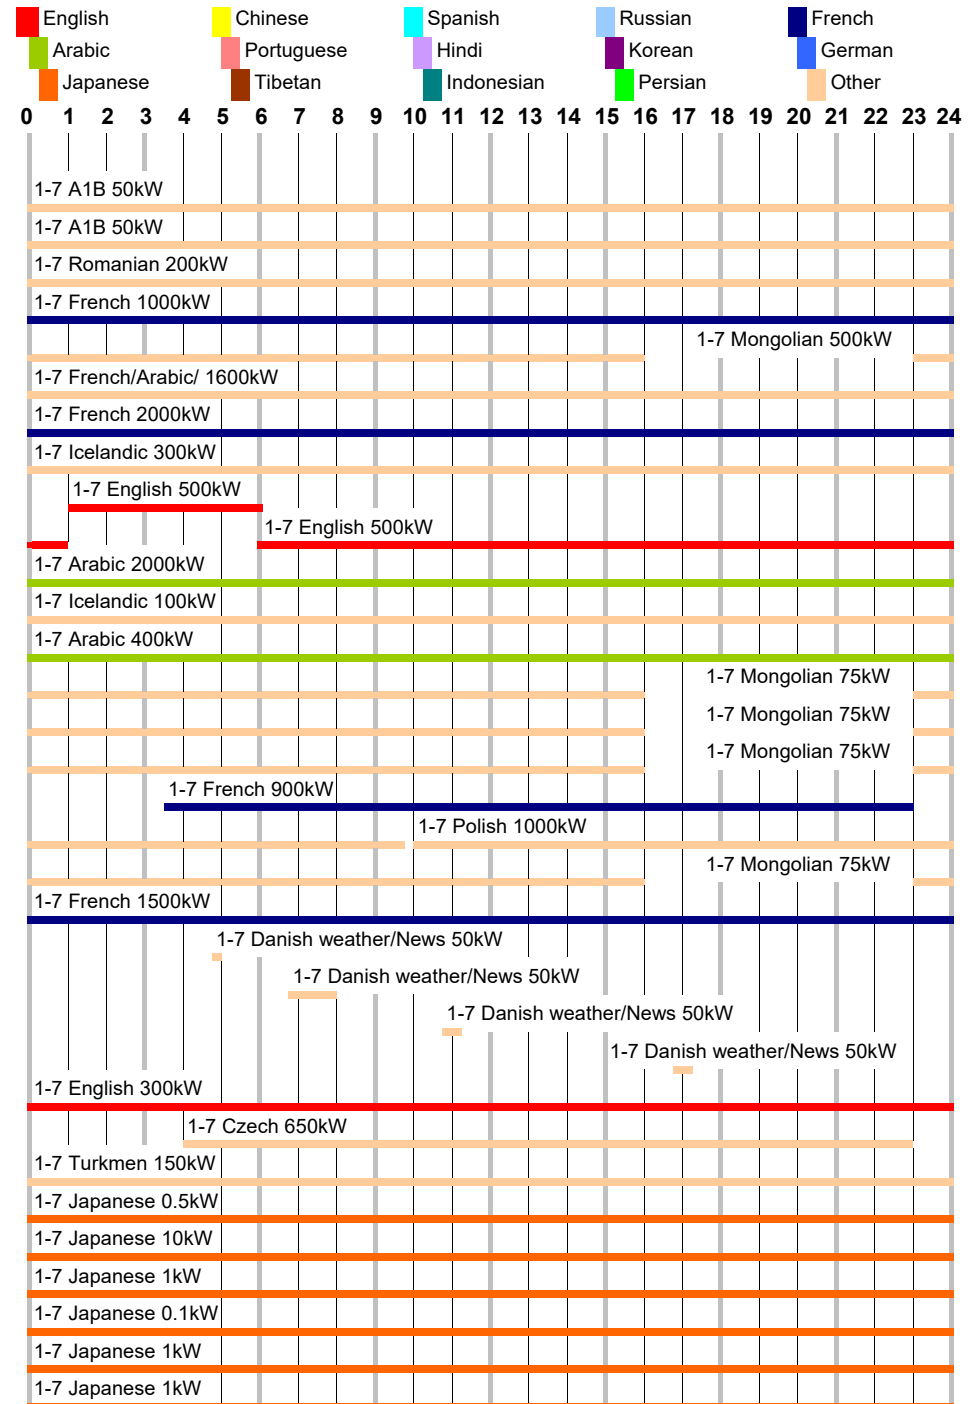 English Chinese Spanish Russian French
Arabic Portuguese Hindi Korean German
Japanese Tibetan Indonesian Persian Other
0 1 2 3 4 5 6 7 8 9 10 11 12 13 14 15 16 17 18 19 20 21 22 23 24
1-7 A1B 50kW
1-7 A1B 50kW
1-7 Romanian 200kW
1-7 French 1000kW
1-7 Mongolian 500kW
1-7 French/Arabic/ 1600kW
1-7 French 2000kW
1-7 Icelandic 300kW
1-7 English 500kW
1-7 English 500kW
1-7 Arabic 2000kW
1-7 Icelandic 100kW
1-7 Arabic 400kW
1-7 Mongolian 75kW
1-7 Mongolian 75kW
1-7 Mongolian 75kW
1-7 French 900kW
1-7 Polish 1000kW
1-7 Mongolian 75kW
1-7 French 1500kW
1-7 Danish weather/News 50kW
1-7 Danish weather/News 50kW
1-7 Danish weather/News 50kW
1-7 Danish weather/News 50kW
1-7 English 300kW
1-7 Czech 650kW
1-7 Turkmen 150kW
1-7 Japanese 0.5kW
1-7 Japanese 10kW
1-7 Japanese 1kW
1-7 Japanese 0.1kW
1-7 Japanese 1kW
1-7 Japanese 1kW